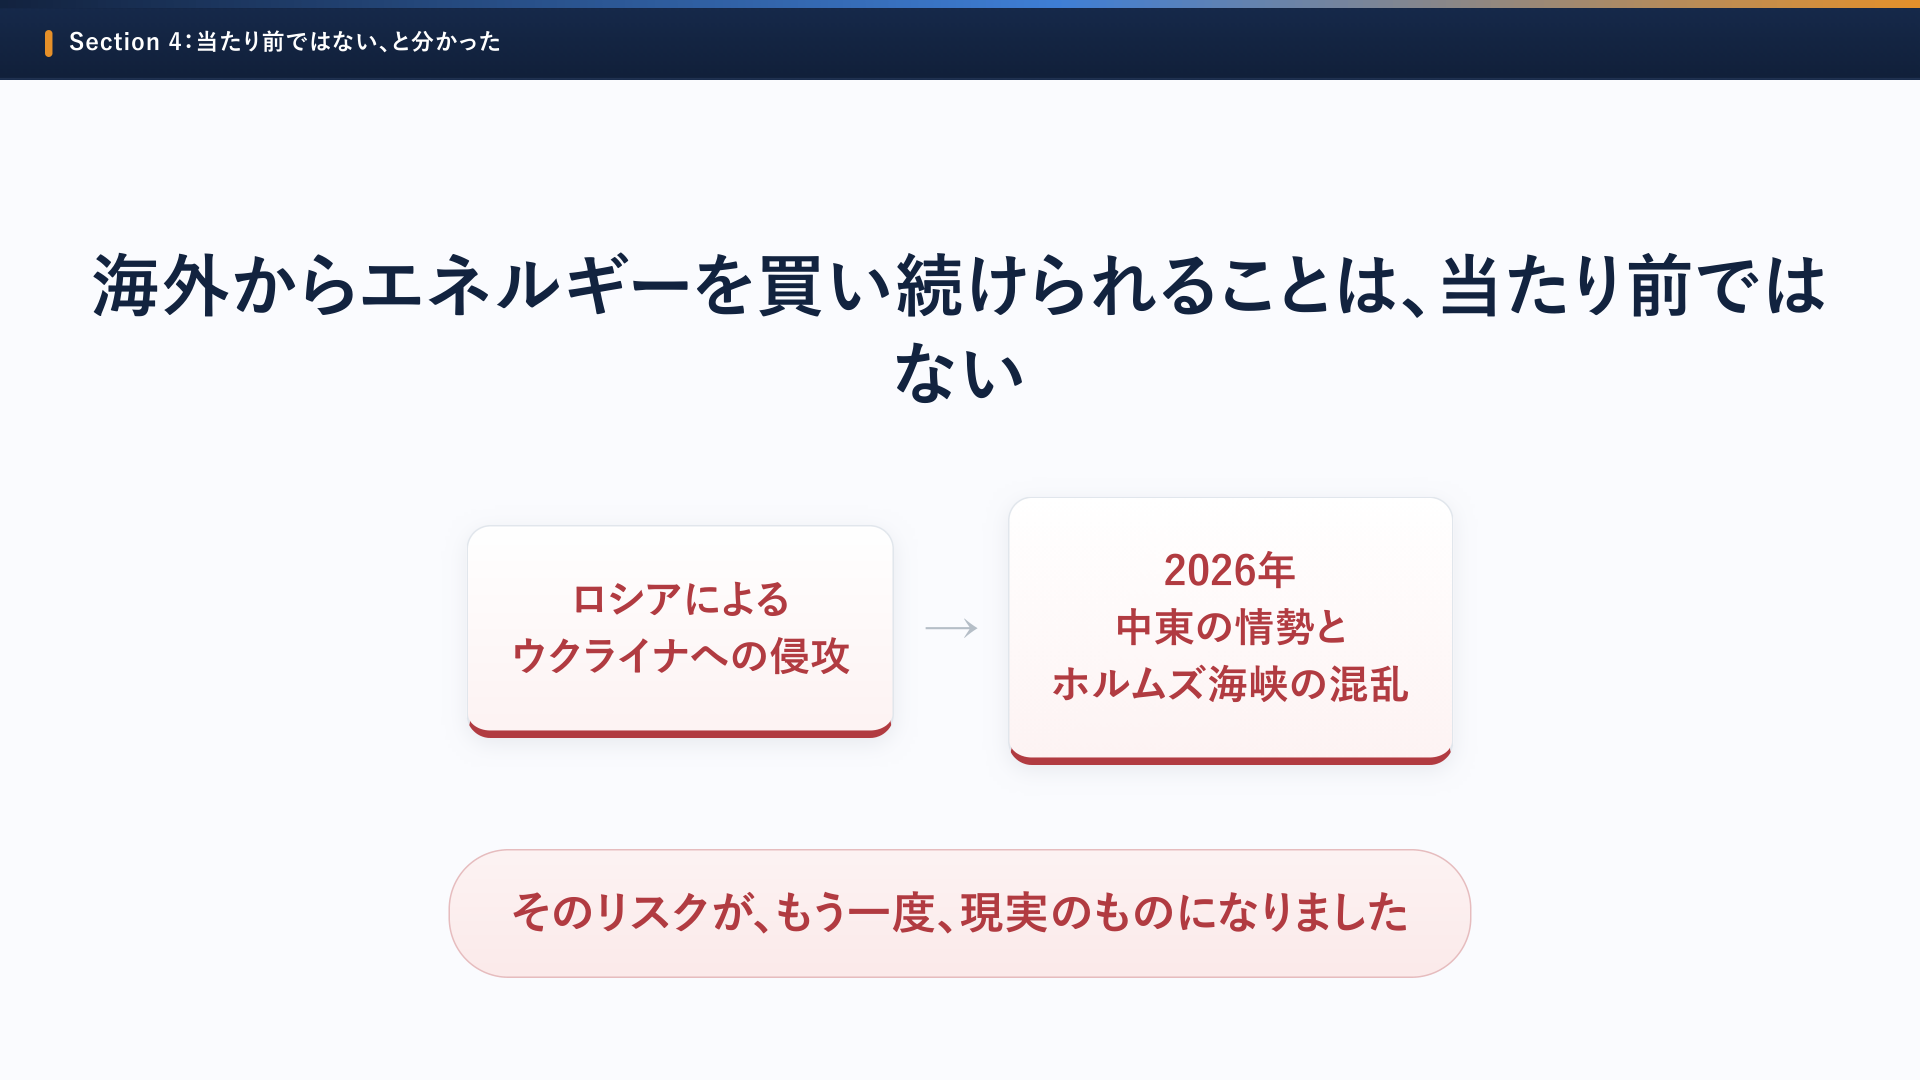 Section 4：当たり前ではない、と分かった
海外からエネルギーを買い続けられることは、当たり前では
ない
ロシアによる
ウクライナへの侵攻
→
2026年
中東の情勢と
ホルムズ海峡の混乱
そのリスクが、もう一度、現実のものになりました